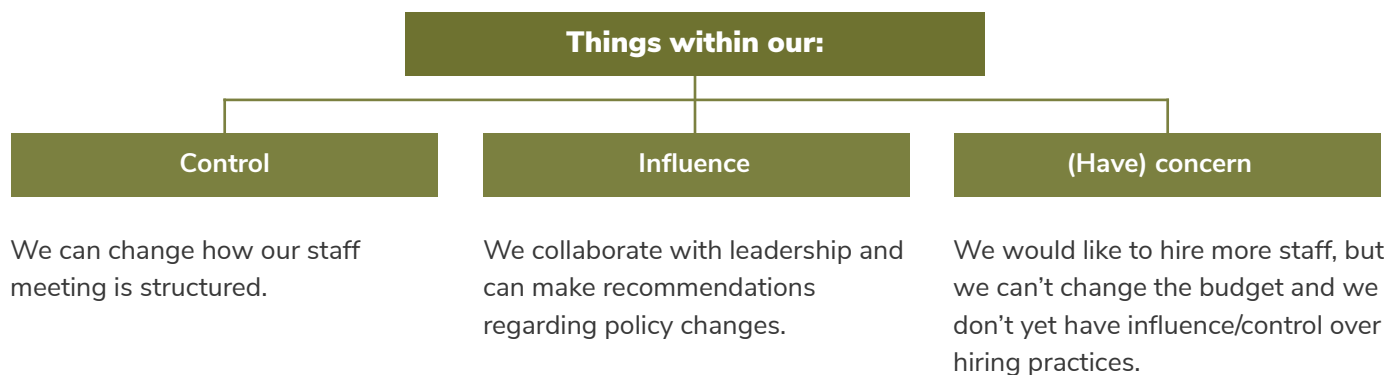 Things within our:
Control
We can change how our staff
meeting is structured.
Influence
We collaborate with leadership and
can make recommendations
regarding policy changes.
(Have) concern
We would like to hire more staff, but
we can’t change the budget and we
don’t yet have influence/control over
hiring practices.